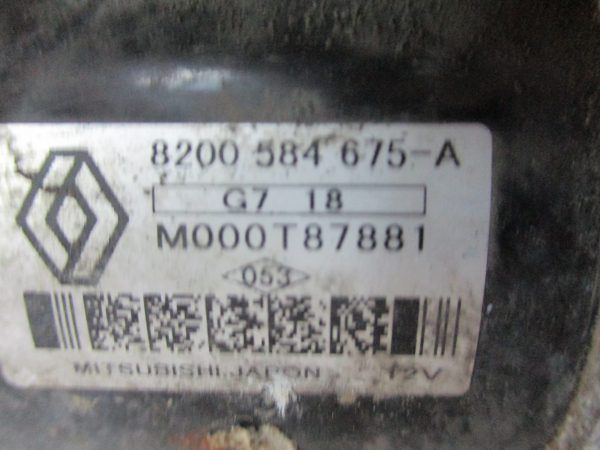 8200 584 675-A
G7 18
M000T87881
053
MITSUBISHI JAPON 12V